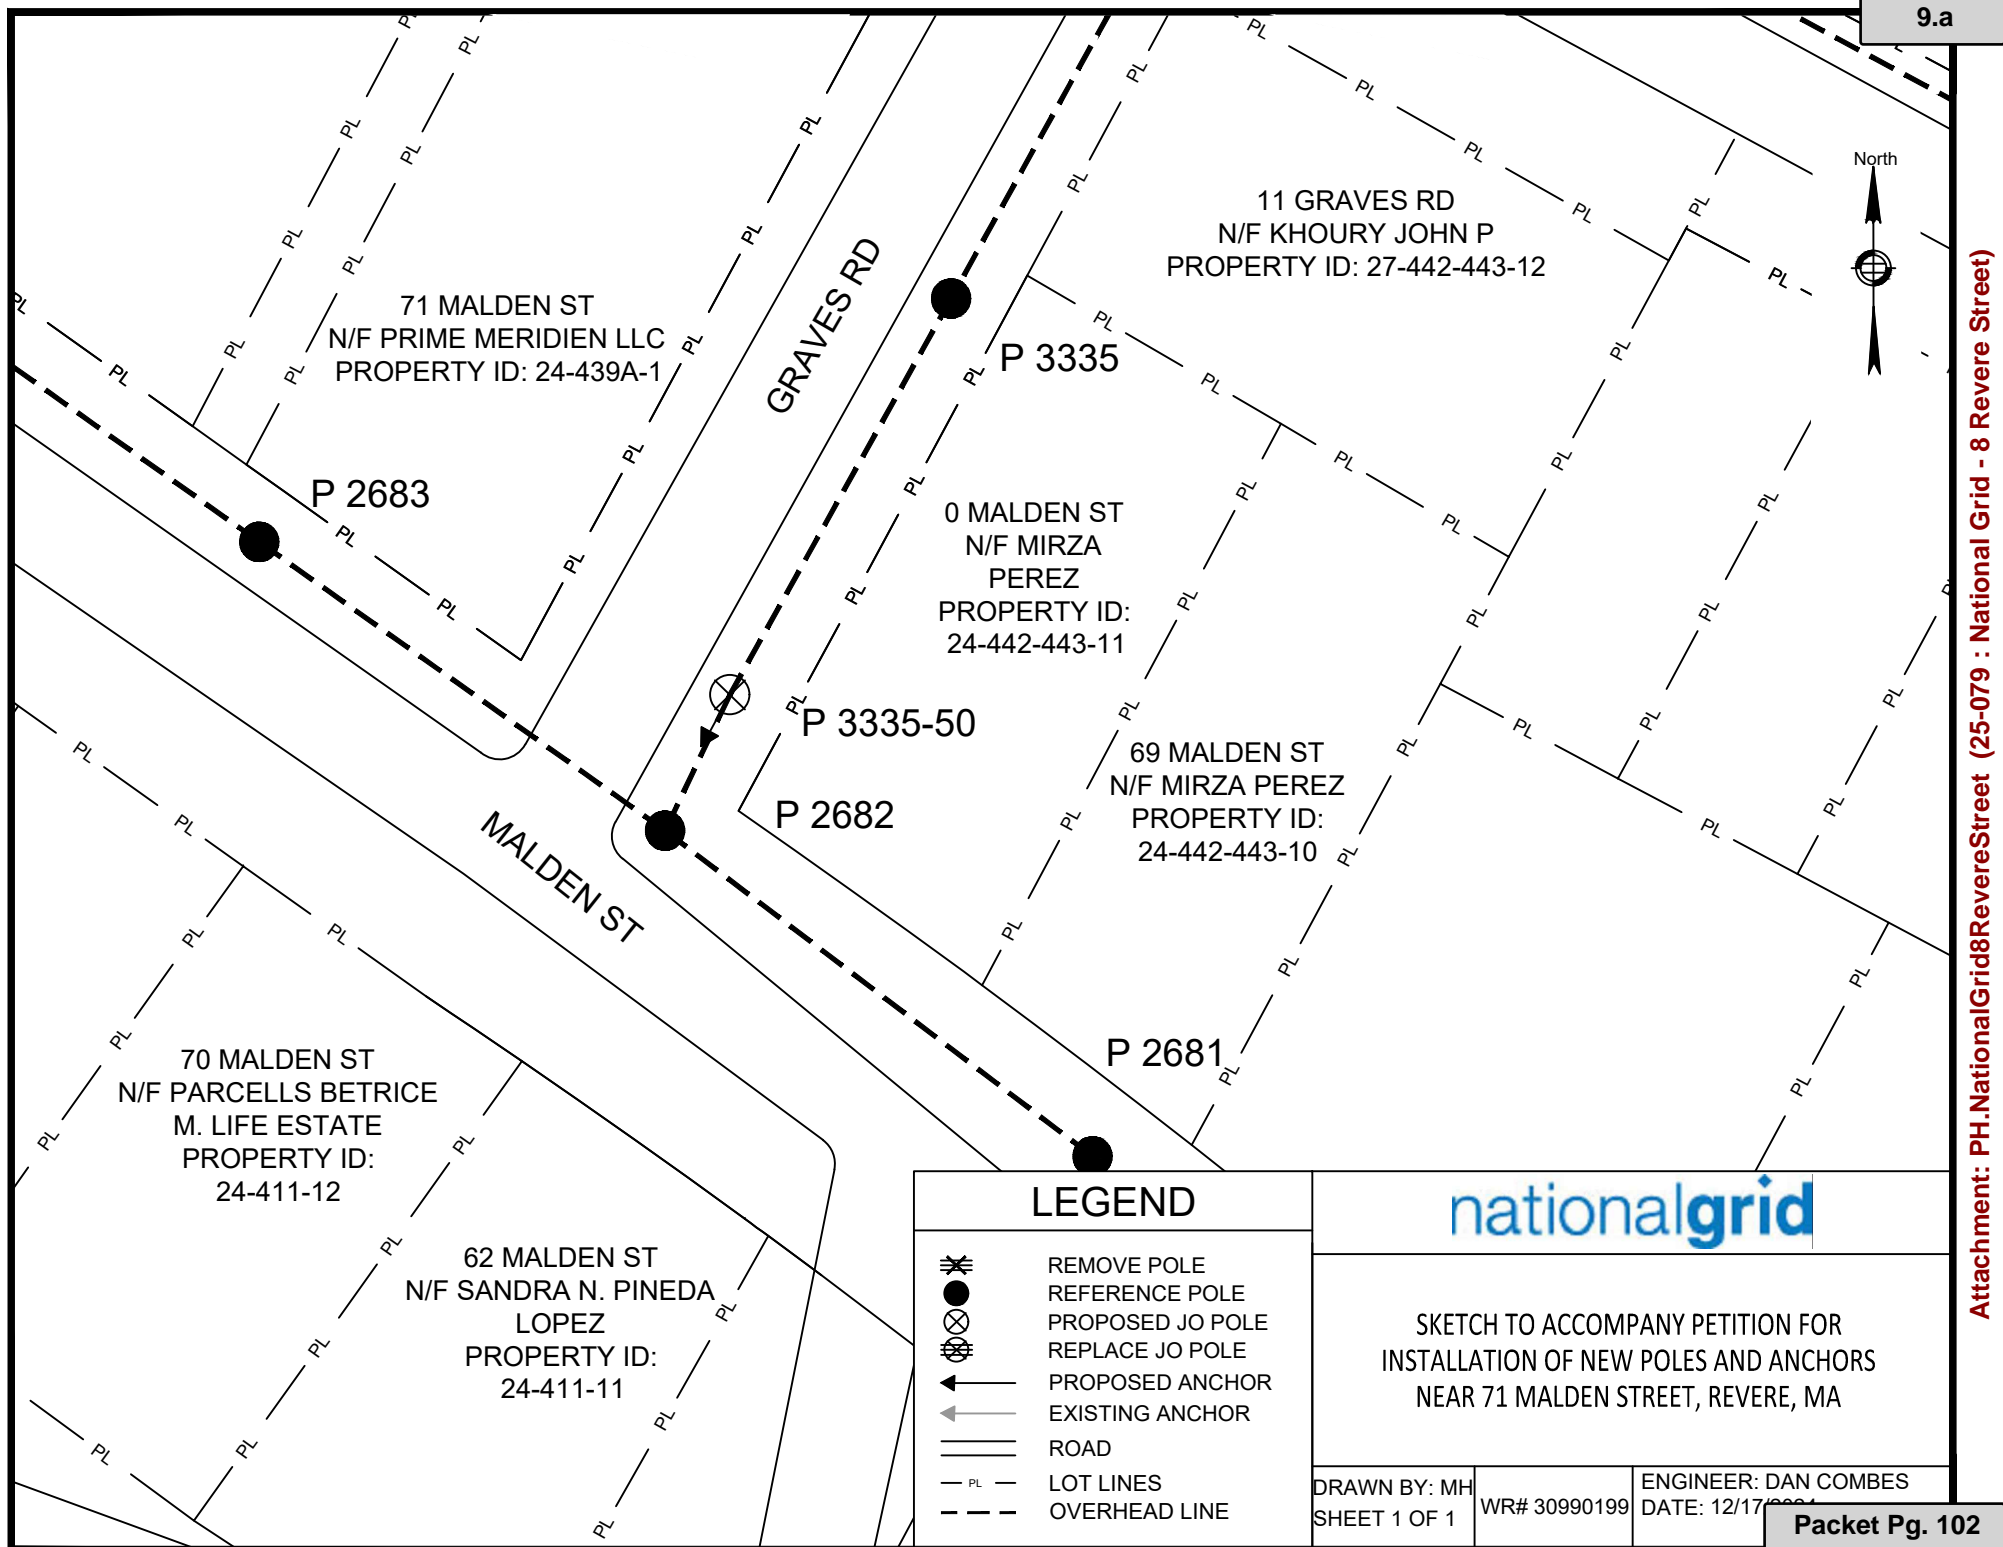 9.a
North
11 GRAVES RD
N/F KHOURY JOHN P
PROPERTY ID: 27-442-443-12
71 MALDEN ST
N/F PRIME MERIDIEN LLC
PROPERTY ID: 24-439A-1
GRAVES RD
P 3335
P 2683
0 MALDEN ST
N/F MIRZA
PEREZ
PROPERTY ID:
24-442-443-11
P 3335-50
69 MALDEN ST
N/F MIRZA PEREZ
PROPERTY ID:
24-442-443-10
P 2682
MALDEN ST
P 2681
70 MALDEN ST
N/F PARCELLS BETRICE
M. LIFE ESTATE
PROPERTY ID:
24-411-12
62 MALDEN ST
N/F SANDRA N. PINEDA
LOPEZ
PROPERTY ID:
24-411-11
LEGEND
REMOVE POLE
REFERENCE POLE
PROPOSED JO POLE
REPLACE JO POLE
PROPOSED ANCHOR
EXISTING ANCHOR
ROAD
PL LOT LINES
OVERHEAD LINE
nationalgrid
SKETCH TO ACCOMPANY PETITION FOR
INSTALLATION OF NEW POLES AND ANCHORS
NEAR 71 MALDEN STREET, REVERE, MA
DRAWN BY: MH
SHEET 1 OF 1
WR# 30990199
ENGINEER: DAN COMBES
DATE: 12/17/
Packet Pg. 102
Attachment: PH.NationalGrid8RevereStreet (25-079 : National Grid - 8 Revere Street)